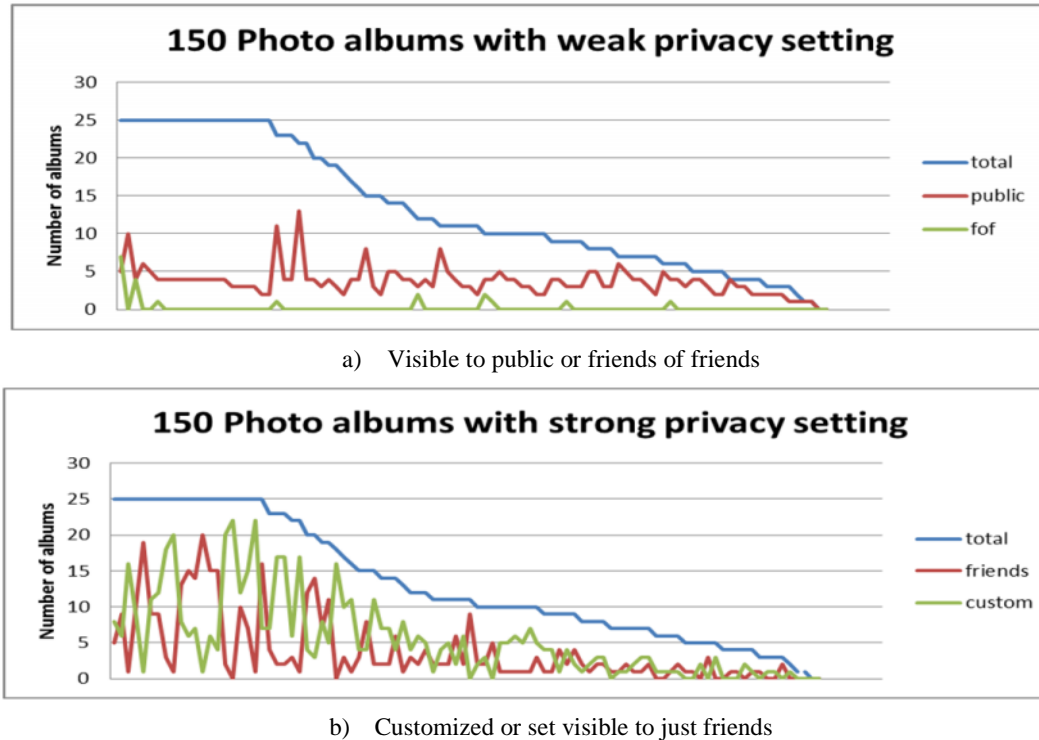 150 Photo albums with weak privacy setting
Number of albums
30
25
20
15
10
5
0
total
public
fof
a) Visible to public or friends of friends
150 Photo albums with strong privacy setting
Number of albums
30
25
20
15
10
5
0
total
friends
custom
b) Customized or set visible to just friends